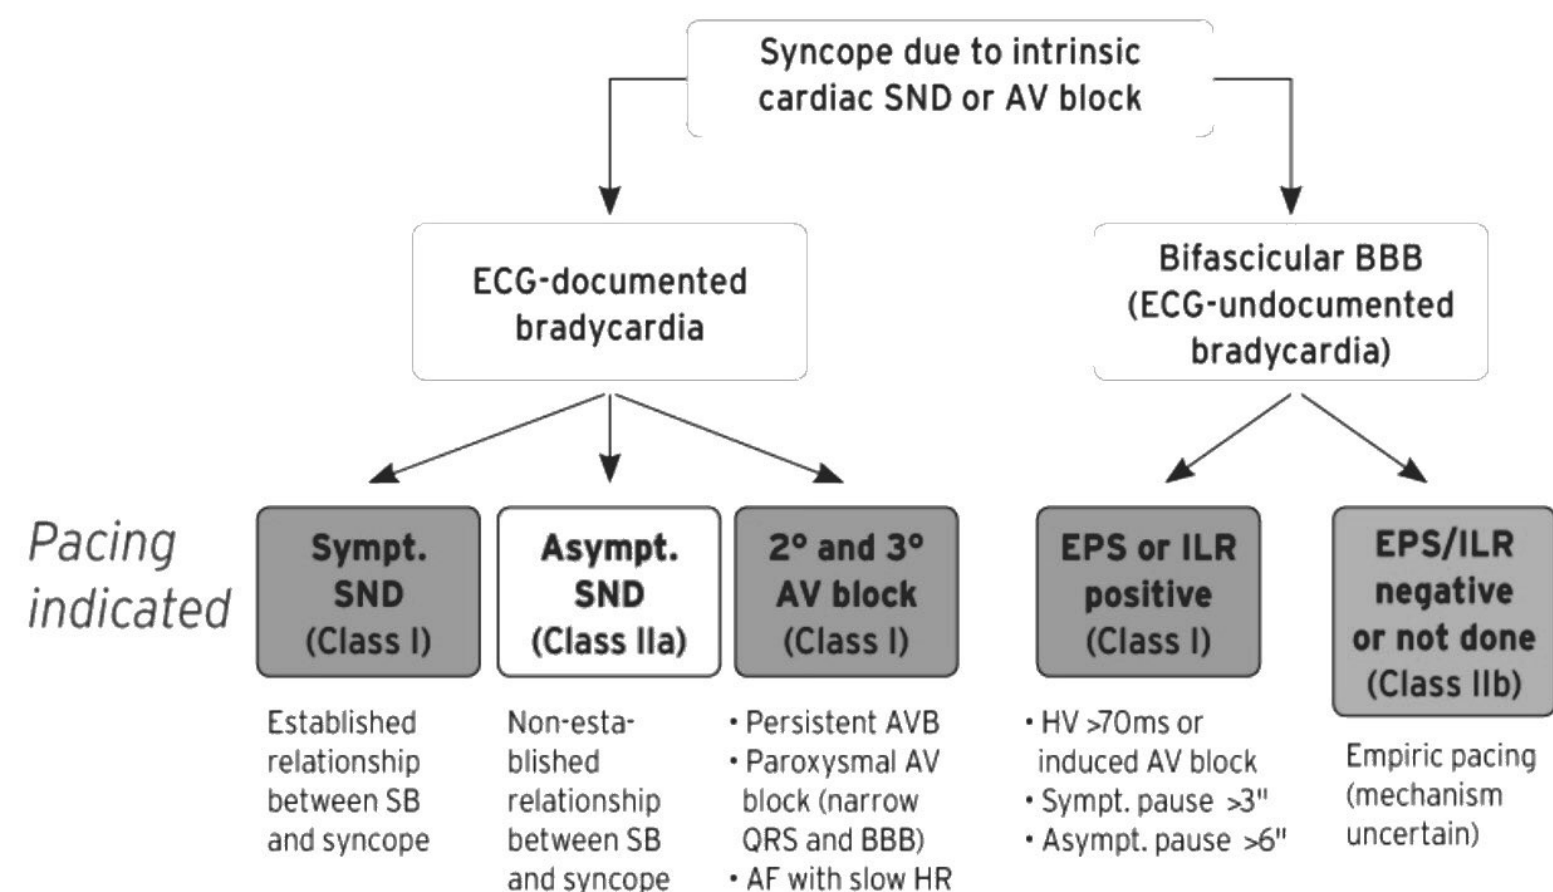 Syncope due to intrinsic
cardiac SND or AV block
ECG-documented
bradycardia
Bifascicular BBB
(ECG-undocumented
bradycardia)
Pacing
indicated
Sympt.
SND
(Class I)
Asympt.
SND
(Class IIa)
2° and 3°
AV block
(Class I)
EPS or ILR
positive
(Class I)
EPS/ILR
negative
or not done
(Class IIb)
Established
relationship
between SB
and syncope
Non-esta-
blished
relationship
between SB
and syncope
• Persistent AVB
• Paroxysmal AV
block (narrow
QRS and BBB)
• AF with slow HR
• HV >70ms or
induced AV block
• Sympt. pause >3"
• Asympt. pause >6"
Empiric pacing
(mechanism
uncertain)